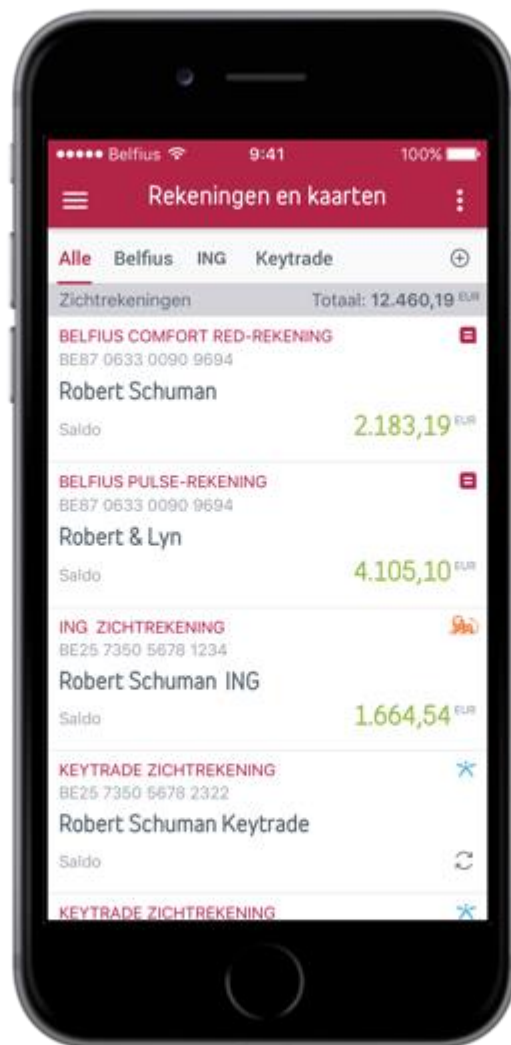 Belfius 9:41 100%
Rekeningen en kaarten
Alle Belfius ING Keytrade
Zichtrekeningen Totaal: 12.460,19 EUR
BELFIUS COMFORT RED-REKENING
BE87 0633 0090 9694
Robert Schuman
Saldo 2.183,19 EUR
BELFIUS PULSE-REKENING
BE87 0633 0090 9694
Robert & Lyn
Saldo 4.105,10 EUR
ING ZICHTREKENING
BE25 7350 5678 1234
Robert Schuman ING
Saldo 1.664,54 EUR
KEYTRADE ZICHTREKENING
BE25 7350 5678 2322
Robert Schuman Keytrade
Saldo
KEYTRADE ZICHTREKENING